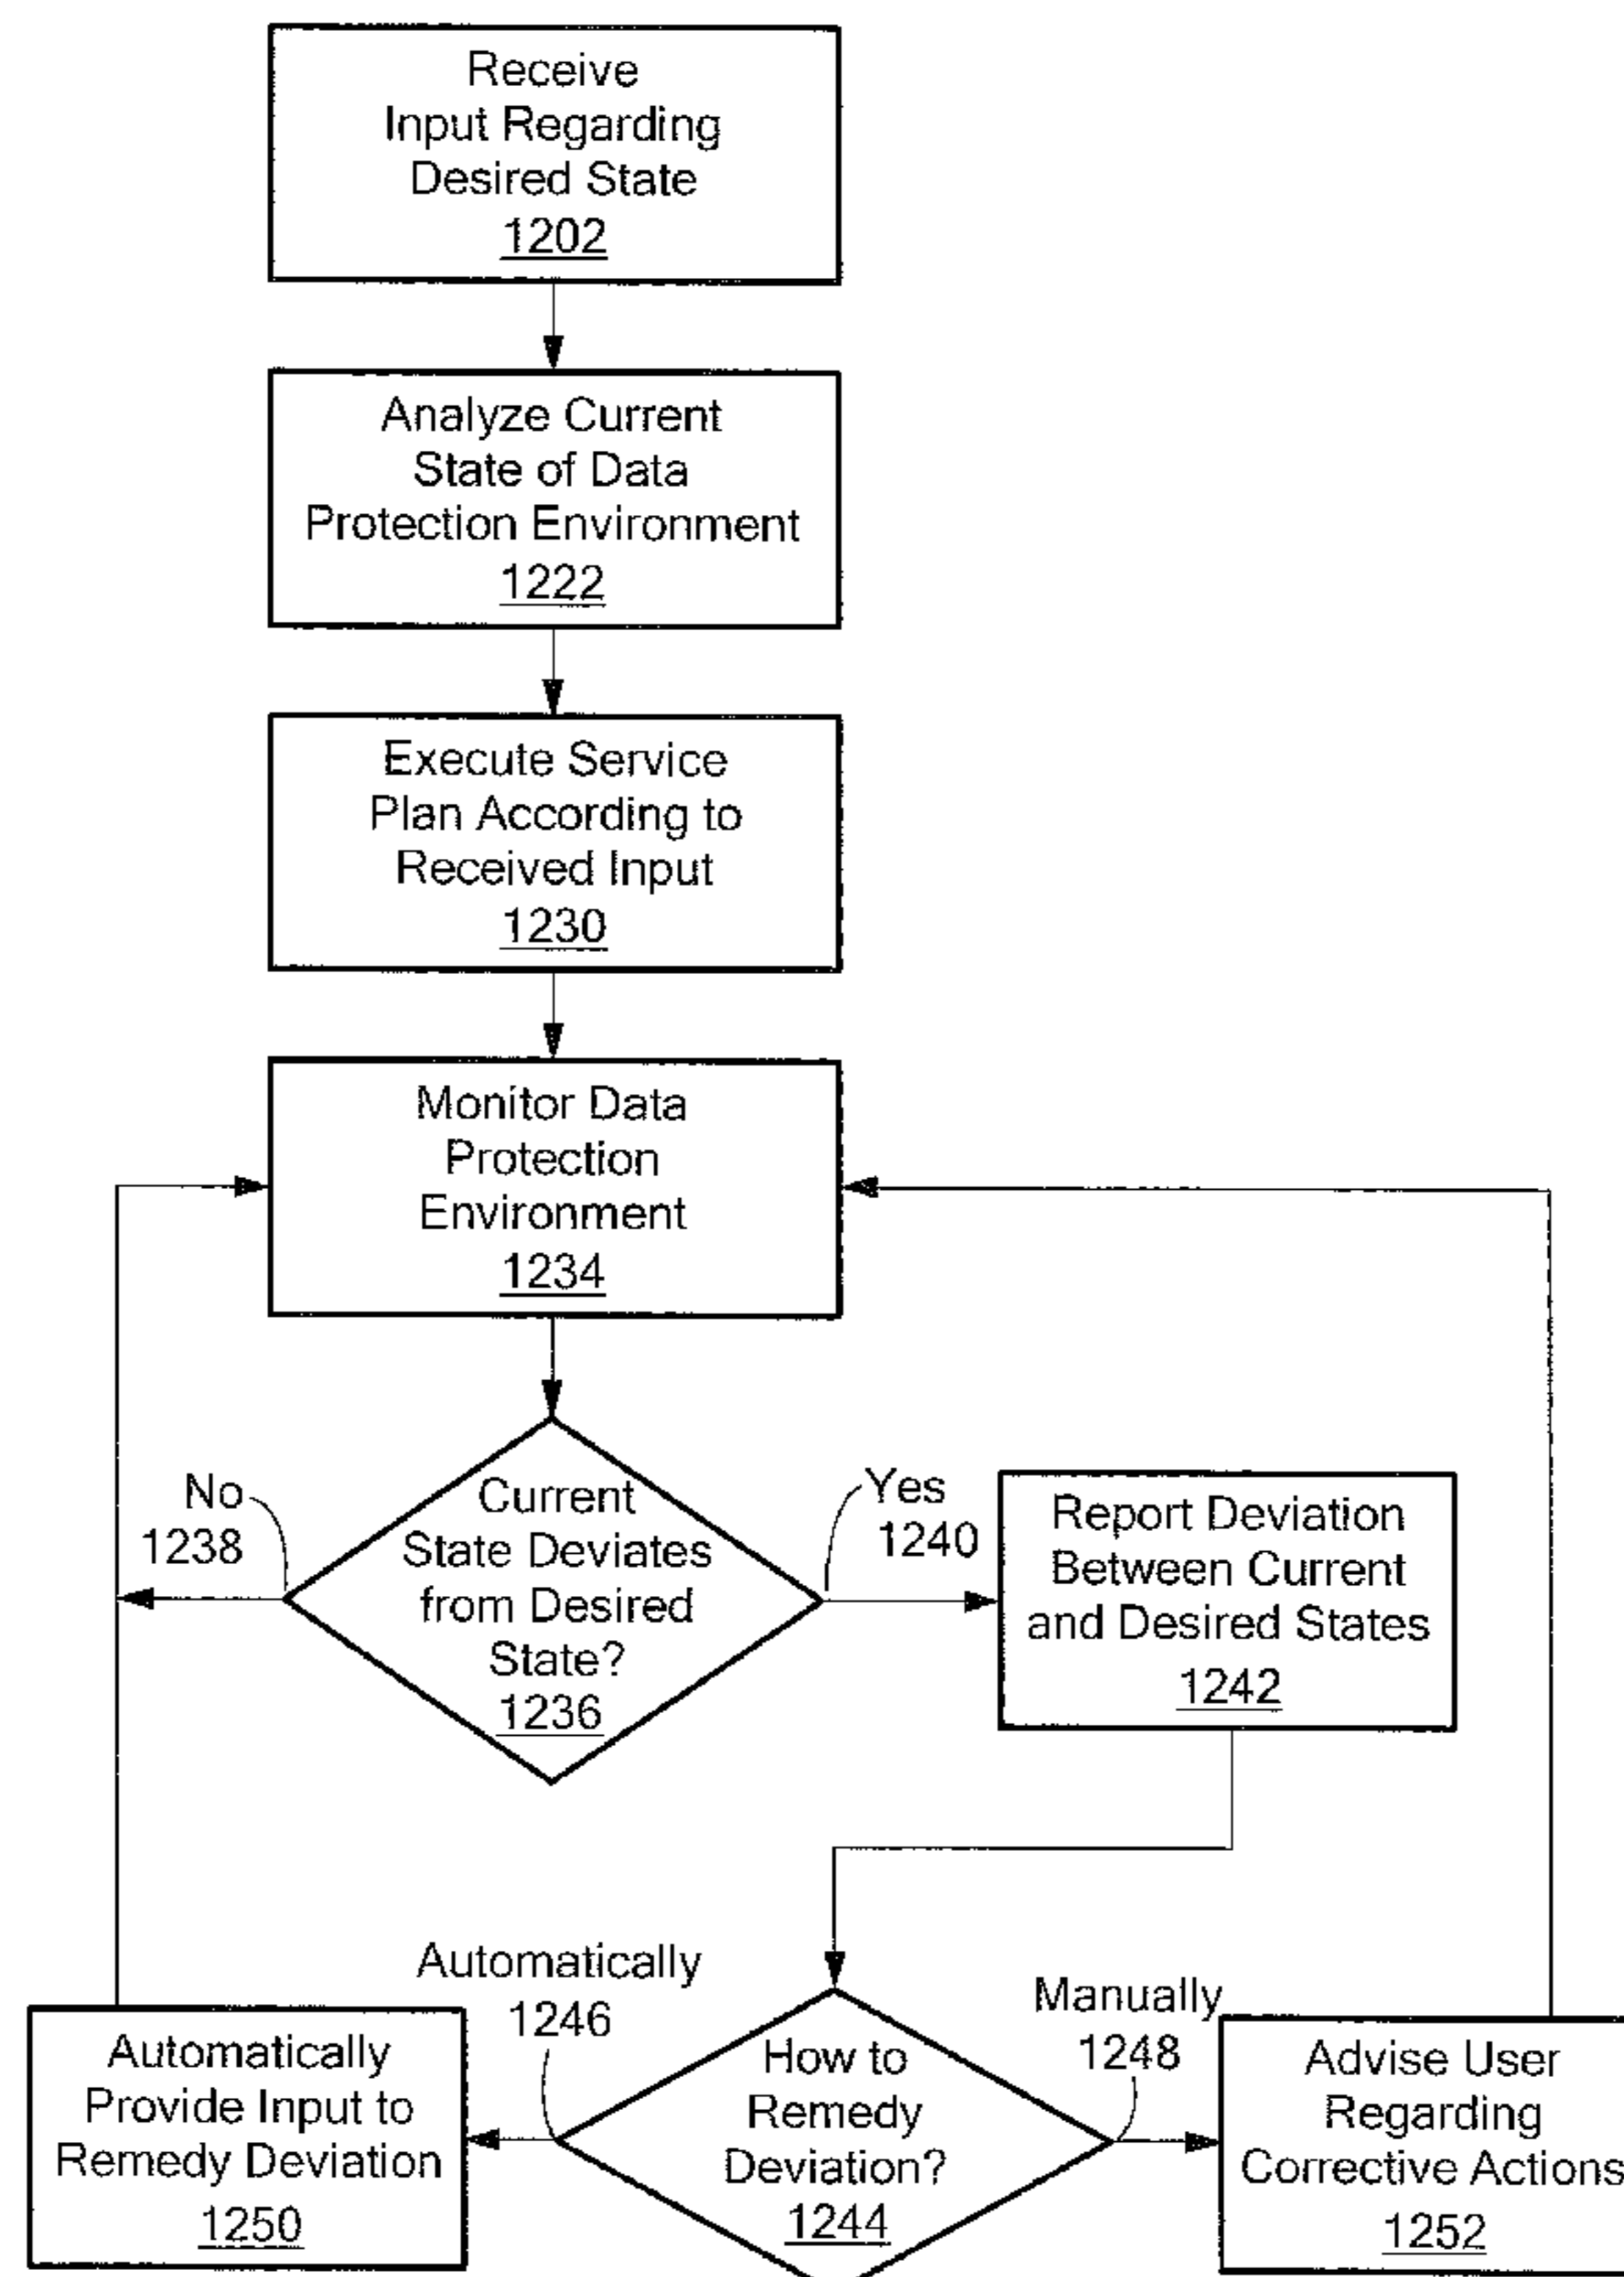 Receive
Input Regarding
Desired State
1202
Analyze Current
State of Data
Protection Environment
1222
Execute Service
Plan According to
Received Input
1230
Monitor Data
Protection
Environment
1234
No
1238
Current
State Deviates
from Desired
State?
1236
Yes
1240
Report Deviation
Between Current
and Desired States
1242
Automatically
1246
How to
Remedy
Deviation?
1244
Manually
1248
Automatically
Provide Input to
Remedy Deviation
1250
Advise User
Regarding
Corrective Actions
1252